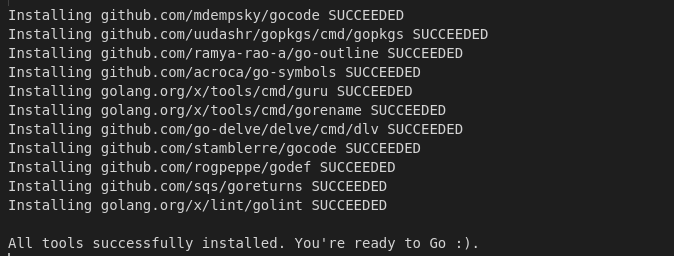 Installing github.com/mdempsky/gocode SUCCEEDED
Installing github.com/uudashr/gopkgs/cmd/gopkgs SUCCEEDED
Installing github.com/ramya-rao-a/go-outline SUCCEEDED
Installing github.com/acroca/go-symbols SUCCEEDED
Installing golang.org/x/tools/cmd/guru SUCCEEDED
Installing golang.org/x/tools/cmd/gorename SUCCEEDED
Installing github.com/go-delve/delve/cmd/dlv SUCCEEDED
Installing github.com/stamblerre/gocode SUCCEEDED
Installing github.com/rogpeppe/godef SUCCEEDED
Installing github.com/sqs/goreturns SUCCEEDED
Installing golang.org/x/lint/golint SUCCEEDED
All tools successfully installed. You're ready to Go :).